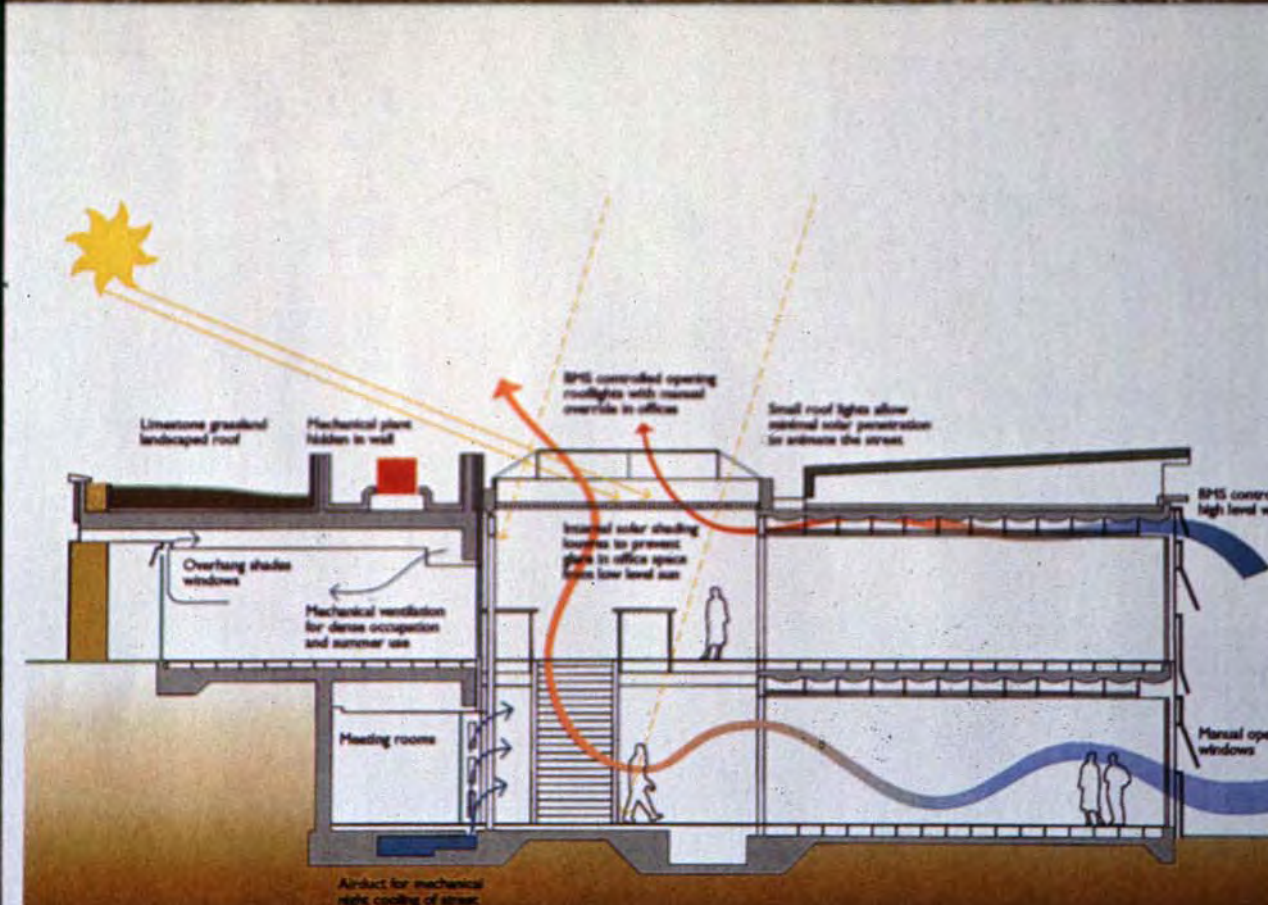 BMS controlled opening
rooflights with manual
override in offices
Limestone grassland
landscaped roof
Mechanical plant
hidden in wall
Small roof lights allow
minimal solar penetration
to animate the street
BMS contro
high level w
Internal solar shading
louvres to prevent
glare in office space
from low level sun
Overhang shades
windows
Mechanical ventilation
for dense occupation
and summer use
Meeting rooms
Manual ope
windows
Airduct for mechanical
night cooling of street